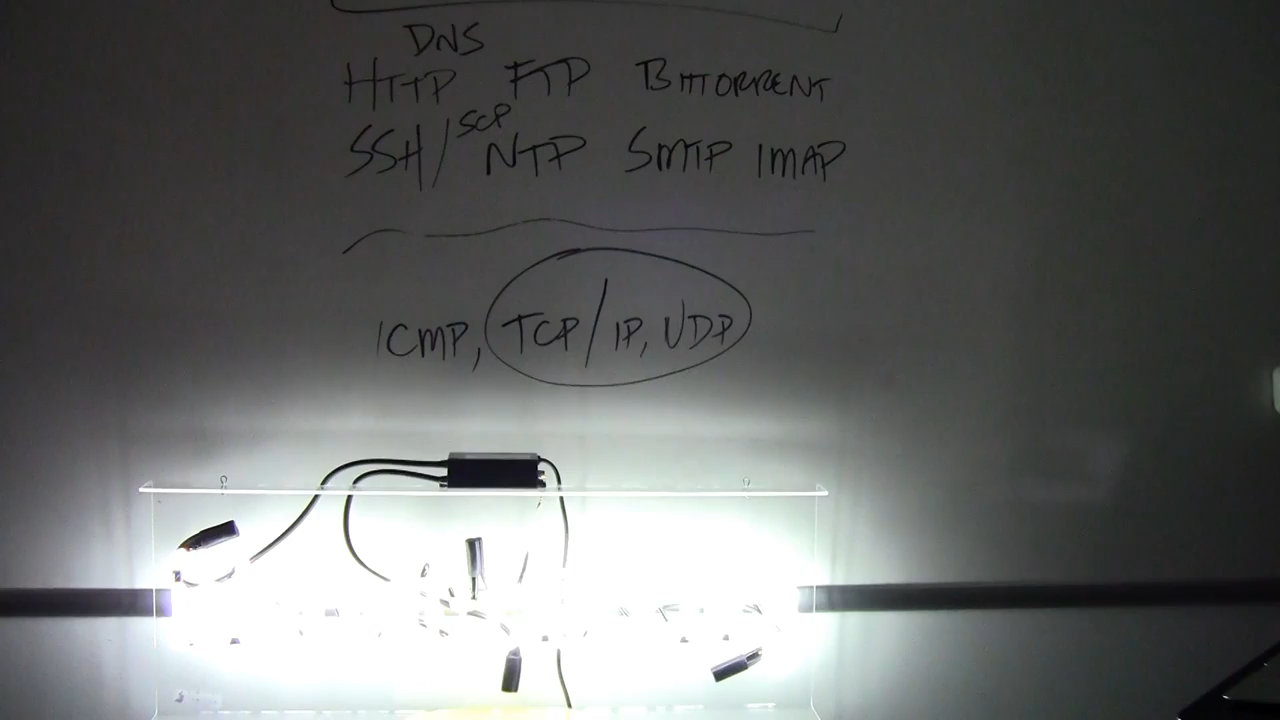 DNS
HTTP FTP BITTORRENT
SSH/SCP NTP SMTP IMAP
ICMP, TCP/IP, UDP